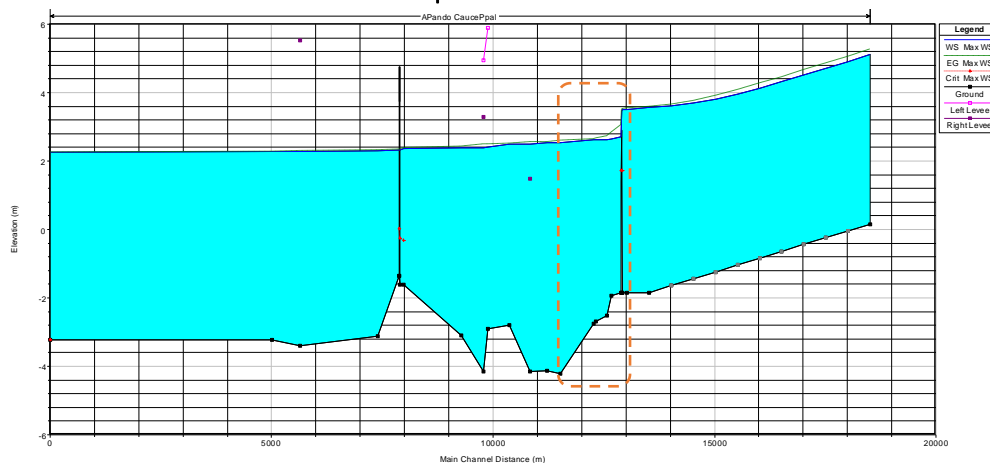 APando CaucePpal
6
4
2
0
-2
-4
-6
Elevation (m)
0
5000
10000
15000
20000
Main Channel Distance (m)
Legend
WS Max WS
EG Max WS
Crit Max WS
Ground
Left Levee
Right Levee